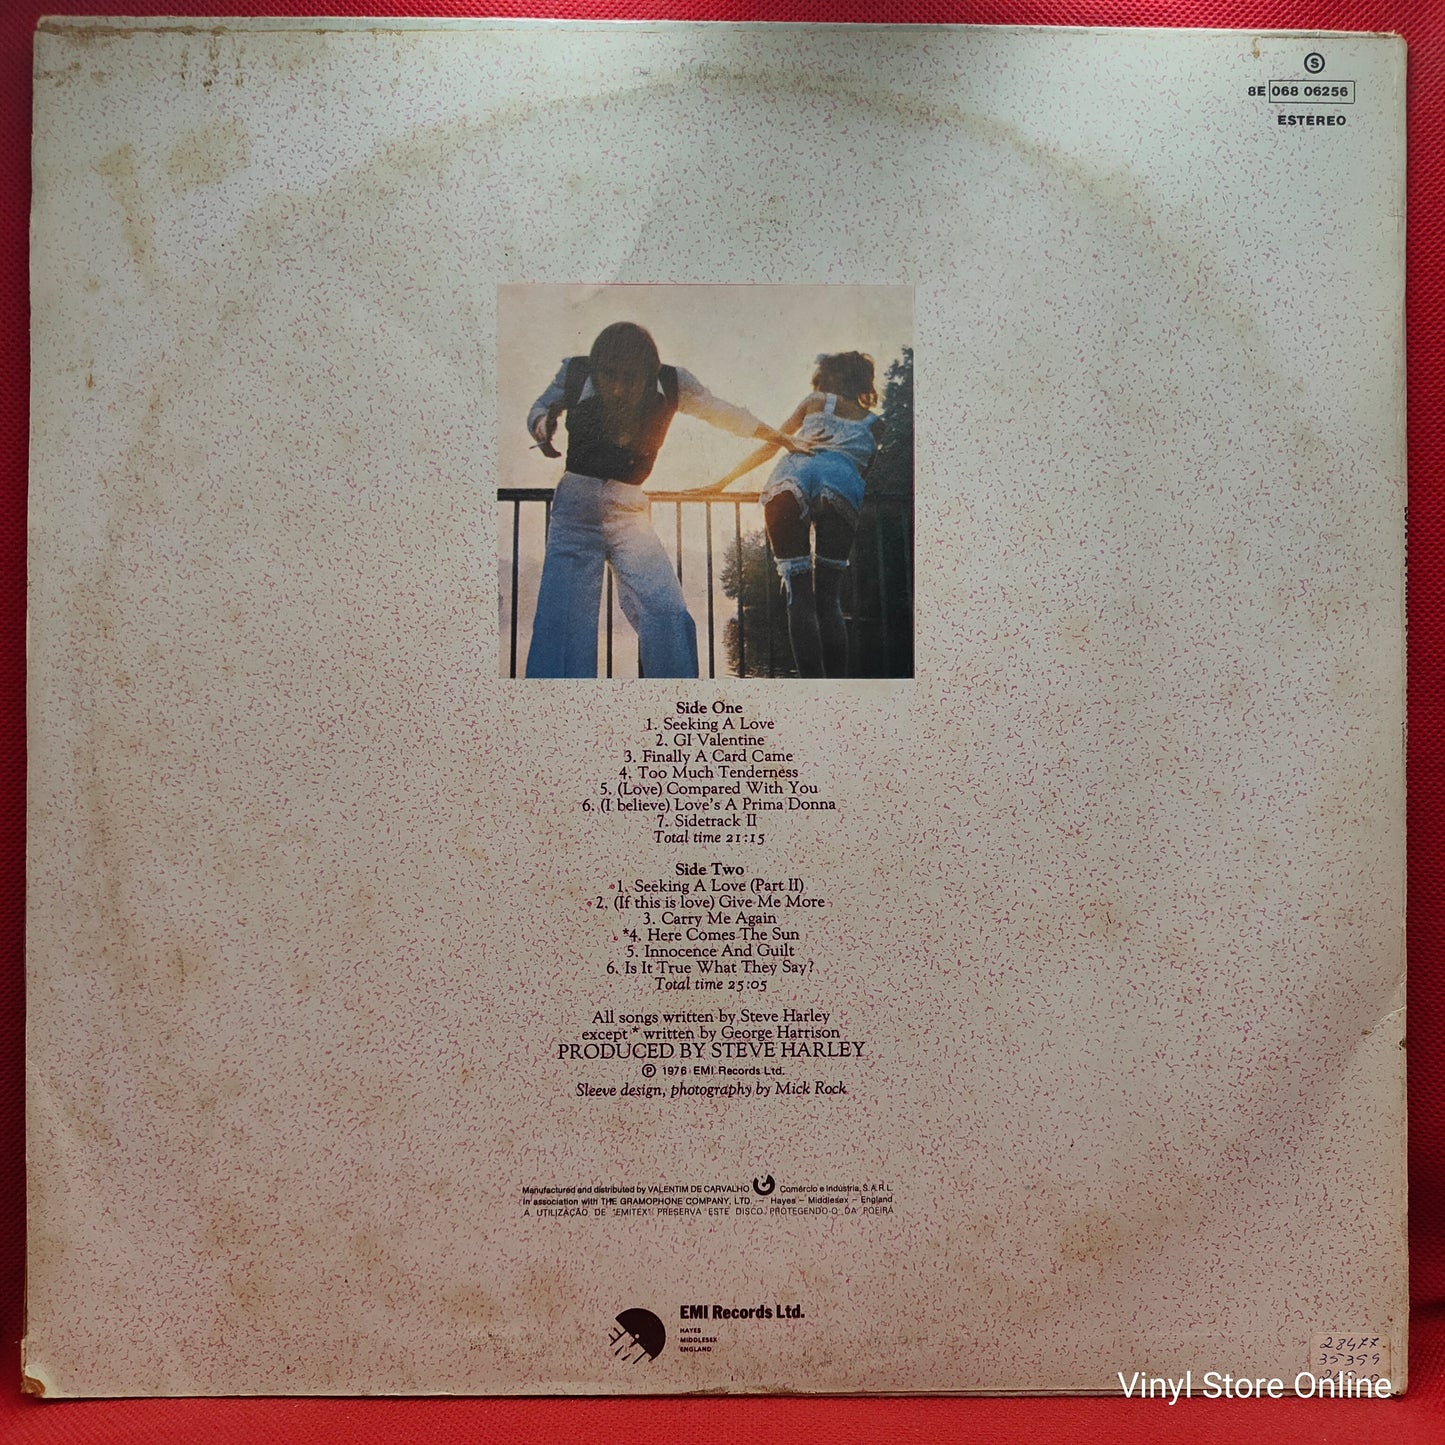 S
8E 068 06256
ESTEREO
Side One
1. Seeking A Love
2. GI Valentine
3. Finally A Card Came
4. Too Much Tenderness
5. (Love) Compared With You
6. (I believe) Love's A Prima Donna
7. Sidetrack II
Total time 21:15
Side Two
1. Seeking A Love (Part II)
2. (If this is love) Give Me More
3. Carry Me Again
*4. Here Comes The Sun
5. Innocence And Guilt
6. Is It True What They Say?
Total time 25:05
All songs written by Steve Harley
except * written by George Harrison
PRODUCED BY STEVE HARLEY
℗ 1976 EMI Records Ltd.
Sleeve design, photography by Mick Rock
Manufactured and distributed by VALENTIM DE CARVALHO Comércio e Indústria, S.A.R.L.
in association with THE GRAMOPHONE COMPANY, LTD. — Hayes — Middlesex — England
A UTILIZAÇÃO DE "EMITEX" PRESERVA ESTE DISCO, PROTEGENDO-O DA POEIRA
EMI Records Ltd.
HAYES
MIDDLESEX
ENGLAND
28477
35399
Vinyl Store Online